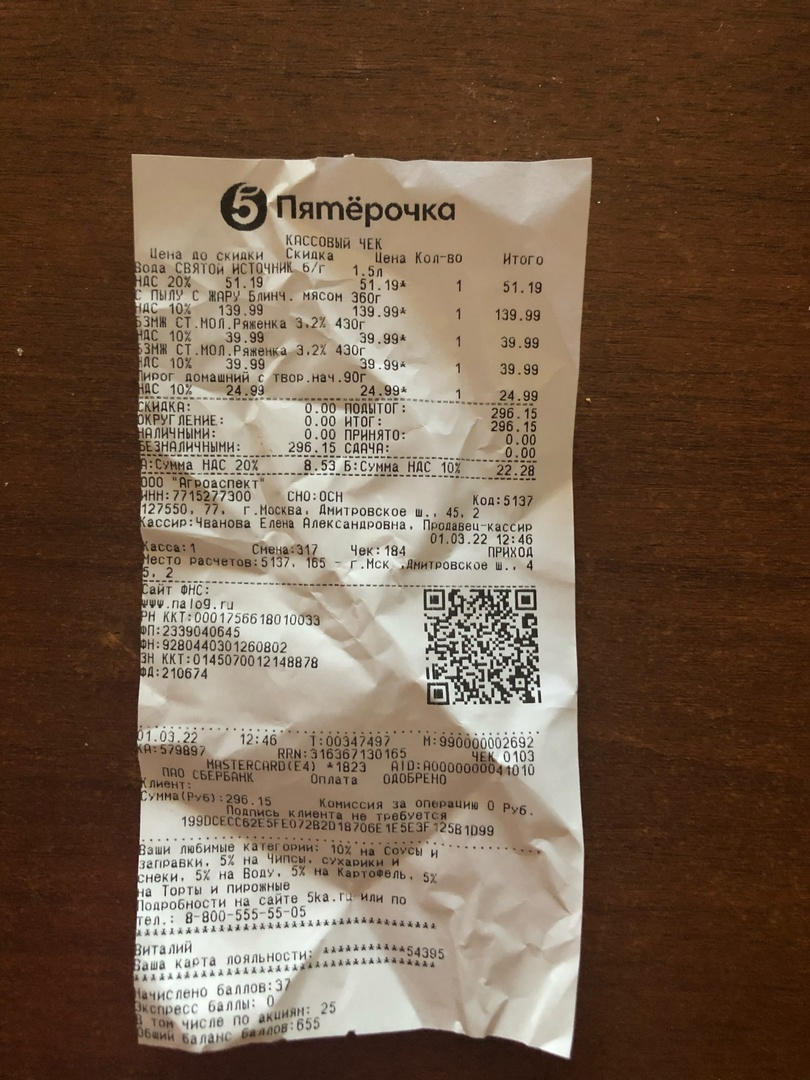 5 Пятёрочка
КАССОВЫЙ ЧЕК
Цена до скидки Скидка Цена Кол-во Итого
Вода СВЯТОЙ ИСТОЧНИК б/г 1.5л
НДС 20% 51.19 51.19* 1 51.19
С ПЫЛУ С ЖАРУ Блинч. мясом 360г
НДС 10% 139.99 139.99* 1 139.99
БЗМЖ СТ.МОЛ.Ряженка 3,2% 430г
НДС 10% 39.99 39.99* 1 39.99
БЗМЖ СТ.МОЛ.Ряженка 3,2% 430г
НДС 10% 39.99 39.99* 1 39.99
Пирог домашний с твор.нач.90г
НДС 10% 24.99 24.99* 1 24.99
СКИДКА: 0.00 ПОДЫТОГ: 296.15
ОКРУГЛЕНИЕ: 0.00 ИТОГ: 296.15
НАЛИЧНЫМИ: 0.00 ПРИНЯТО: 0.00
БЕЗНАЛИЧНЫМИ: 296.15 СДАЧА: 0.00
А:Сумма НДС 20% 8.53 Б:Сумма НДС 10% 22.28
ООО "Агроаспект"
ИНН:7715277300 СНО:ОСН Код:5137
127550, 77, г.Москва, Дмитровское ш., 45, 2
Кассир:Чванова Елена Александровна, Продавец-кассир
01.03.22 12:46
Касса:1 Смена:317 Чек:184 ПРИХОД
Место расчетов:5137, 165 - г.Мск ,Дмитровское ш., 4
5, 2
Сайт ФНС:
www.nalog.ru
РН ККТ:0001756618010033
ФП:2339040645
ФН:9280440301260802
ЗН ККТ:0145070012148878
ФД:210674
01.03.22 12:46 Т:00347497 М:990000002692
КА:579897 RRN:316367130165 ЧЕК 0103
MASTERCARD(E4) *1823 AID:A0000000041010
ПАО СБЕРБАНК Оплата ОДОБРЕНО
Клиент:
Сумма(Руб):296.15 Комиссия за операцию 0 Руб.
Подпись клиента не требуется
199DCECC62E5FE072B2D18706E1E5E3F125B1D99
Ваши любимые категории: 10% на Соусы и
заправки, 5% на Чипсы, сухарики и
снеки, 5% на Воду, 5% на Картофель, 5%
на Торты и пирожные
Подробности на сайте 5ka.ru или по
тел.: 8-800-555-55-05
Виталий
Ваша карта лояльности: ***********54395
Начислено баллов:37
Экспресс баллы: 0
В том числе по акциям: 25
Общий баланс баллов:655